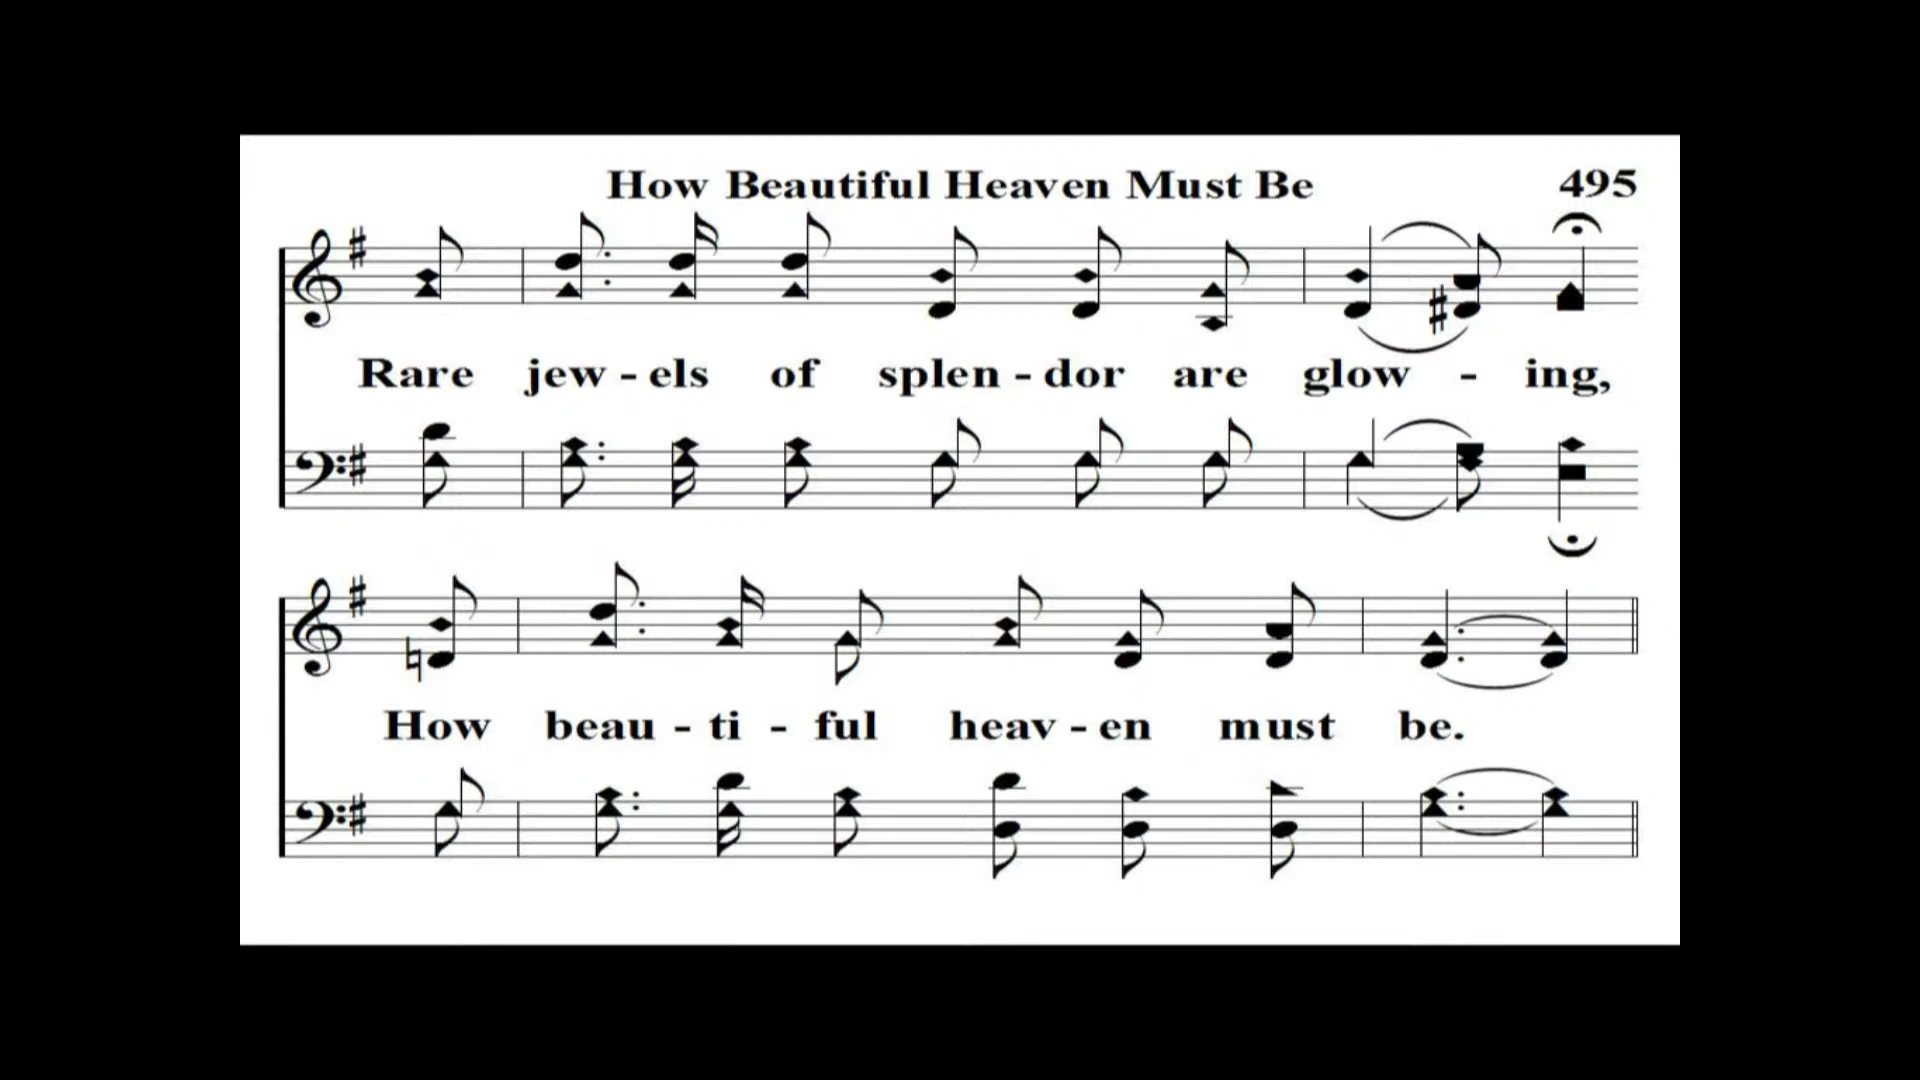 How Beautiful Heaven Must Be 495
Rare jew - els of splen - dor are glow - ing,
How beau - ti - ful heav - en must be.